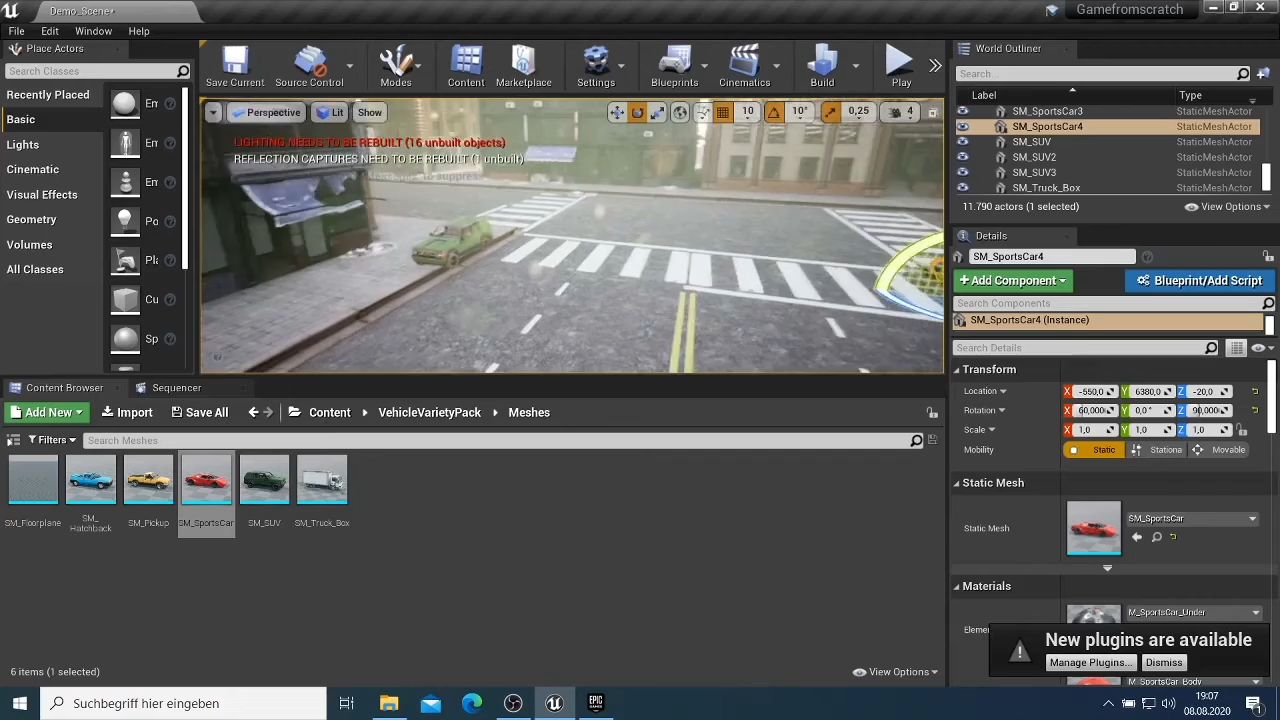 Demo_Scene*
Gamefromscratch
File
Edit
Window
Help
Place Actors
Search Classes
Recently Placed
Basic
Lights
Cinematic
Visual Effects
Geometry
Volumes
All Classes
Save Current
Source Control
Modes
Content
Marketplace
Settings
Blueprints
Cinematics
Build
Play
Perspective
Lit
Show
10
10°
0,25
4
LIGHTING NEEDS TO BE REBUILT (16 unbuilt objects)
REFLECTION CAPTURES NEED TO BE REBUILT (1 unbuilt)
World Outliner
Search...
Label
Type
SM_SportsCar3
StaticMeshActor
SM_SportsCar4
StaticMeshActor
SM_SUV
StaticMeshActor
SM_SUV2
StaticMeshActor
SM_SUV3
StaticMeshActor
SM_Truck_Box
StaticMeshActor
11.790 actors (1 selected)
View Options
Details
SM_SportsCar4
+Add Component
Blueprint/Add Script
Search Components
SM_SportsCar4 (Instance)
Search Details
Transform
Location
X
-550,0
Y
6380,0
Z
-20,0
Rotation
X
Y
0,0 °
Z
Scale
X
1,0
Y
1,0
Z
1,0
Mobility
Static
Stationa
Movable
Static Mesh
Static Mesh
SM_SportsCar
Materials
M_SportsCar_Under
Elemen
M_SportsCar_Body
New plugins are available
Manage Plugins...
Dismiss
Content Browser
Sequencer
Add New
Import
Save All
Content
VehicleVarietyPack
Meshes
Filters
Search Meshes
SM_Floorplane
SM_
Hatchback
SM_Pickup
SM_SportsCar
SM_SUV
SM_Truck_Box
6 items (1 selected)
View Options
Suchbegriff hier eingeben
EPIC
GAMES
19:07
08.08.2020